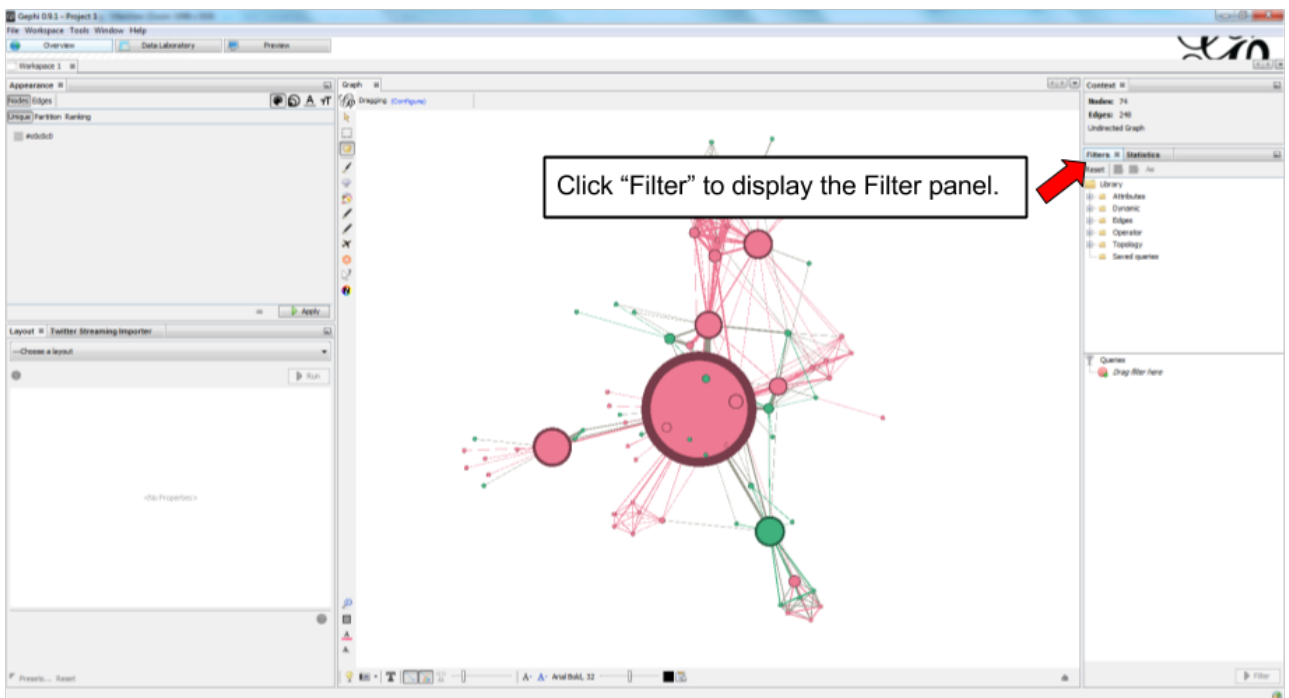 Gephi 0.9.1 - Project 1
File Workspace Tools Window Help
Overview Data Laboratory Preview
Workspace 1
Appearance
Nodes Edges
Unique Partition Ranking
#c0c0c0
Apply
Layout Twitter Streaming Importer
---Choose a layout
Run
<No Properties>
Presets... Reset
Graph
Dragging (Configure)
Click “Filter” to display the Filter panel.
A- A- Arial Bold, 32
Context
Nodes: 74
Edges: 248
Undirected Graph
Filters Statistics
Reset
Library
Attributes
Dynamic
Edges
Operator
Topology
Saved queries
Queries
Drag filter here
Filter